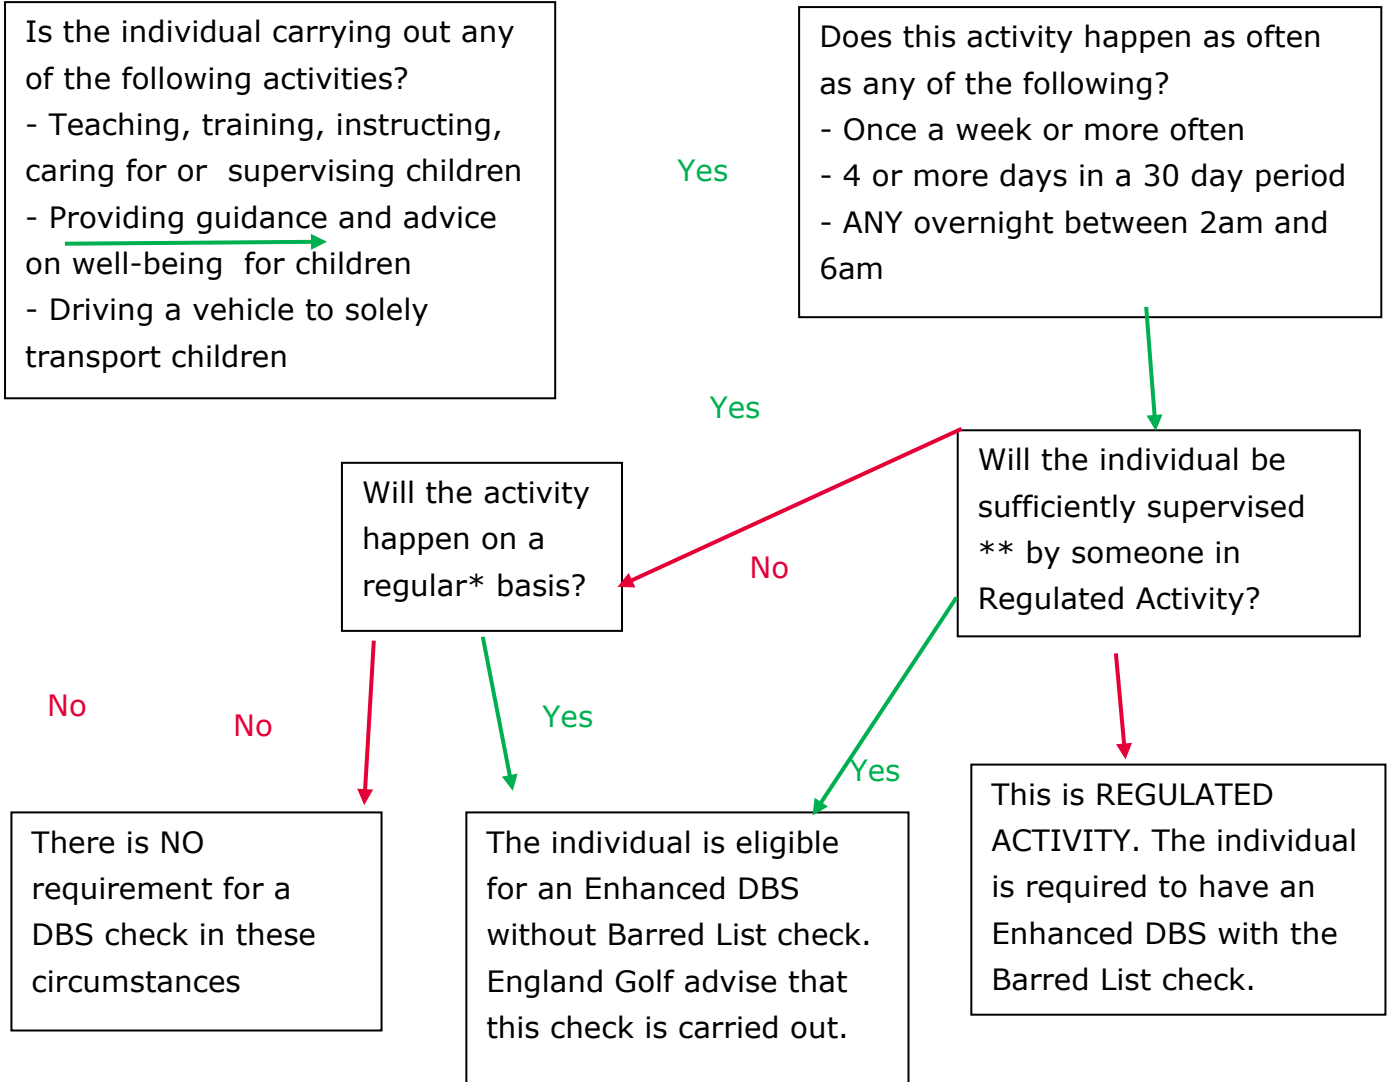 Is the individual carrying out any
of the following activities?
- Teaching, training, instructing,
caring for or  supervising children
- Providing guidance and advice
on well-being  for children
- Driving a vehicle to solely
transport children
Yes
Does this activity happen as often
as any of the following?
- Once a week or more often
- 4 or more days in a 30 day period
- ANY overnight between 2am and
6am
Yes
Will the activity
happen on a
regular* basis?
No
Will the individual be
sufficiently supervised
** by someone in
Regulated Activity?
No
No
Yes
Yes
There is NO
requirement for a
DBS check in these
circumstances
The individual is eligible
for an Enhanced DBS
without Barred List check.
England Golf advise that
this check is carried out.
This is REGULATED
ACTIVITY. The individual
is required to have an
Enhanced DBS with the
Barred List check.